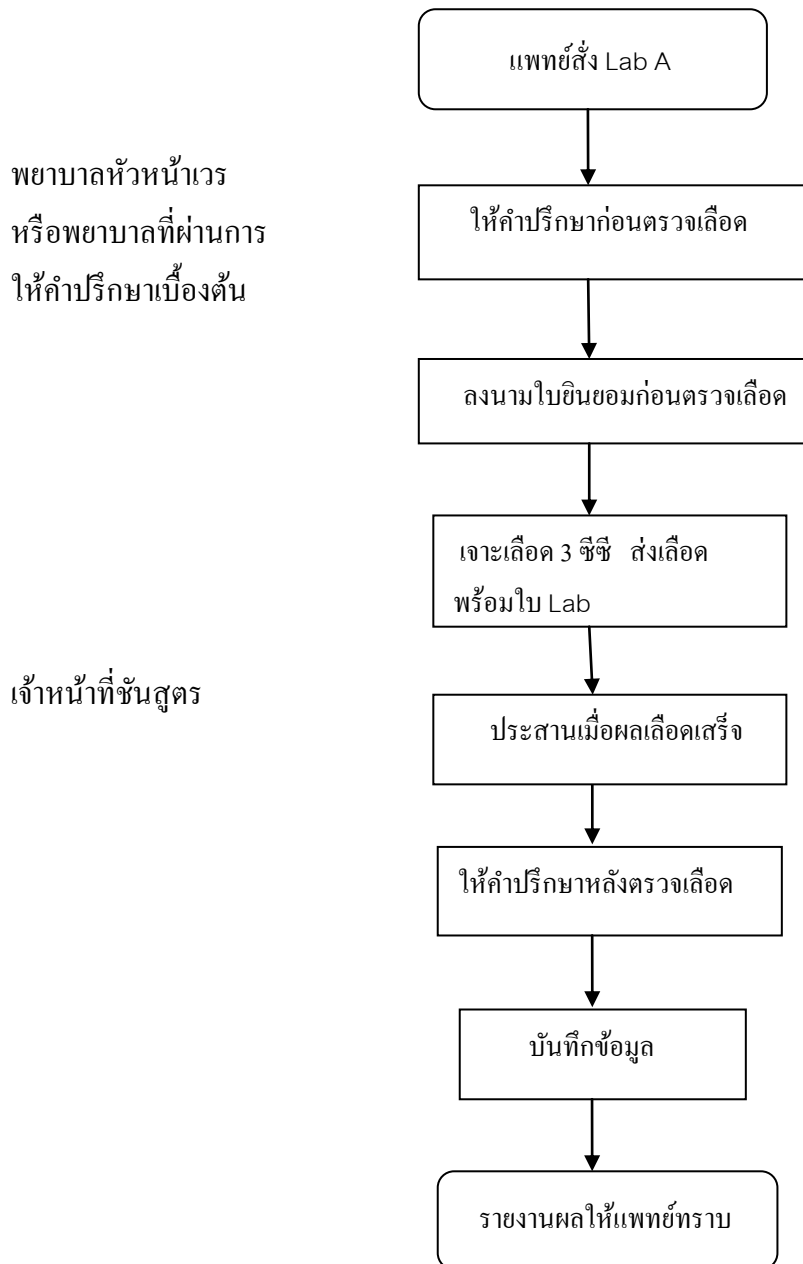 แพทย์สั่ง Lab A
พยาบาลหัวหน้าเวร
หรือพยาบาลที่ผ่านการ
ให้คำปรึกษาเบื้องต้น
ให้คำปรึกษาก่อนตรวจเลือด
ลงนามใบยินยอมก่อนตรวจเลือด
เจาะเลือด 3 ซีซี ส่งเลือด
พร้อมใบ Lab
เจ้าหน้าที่ชันสูตร
ประสานเมื่อผลเลือดเสร็จ
ให้คำปรึกษาหลังตรวจเลือด
บันทึกข้อมูล
รายงานผลให้แพทย์ทราบ